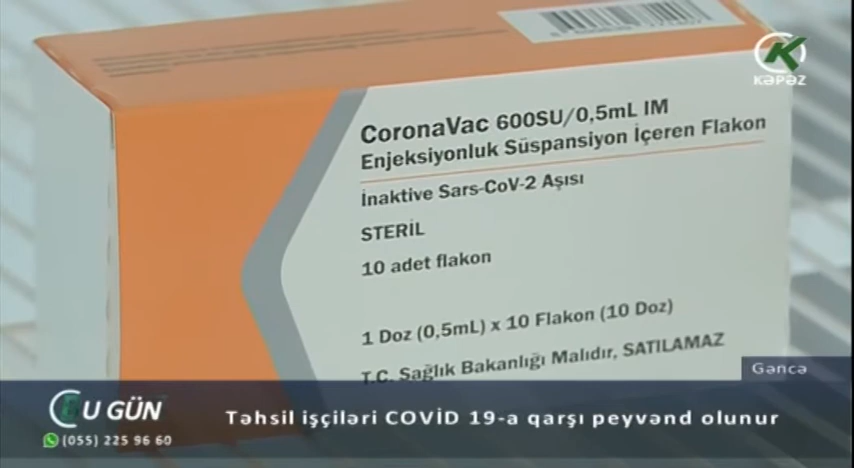 KəPəZ
CoronaVac 600SU/0,5mL IM
Enjeksiyonluk Süspansiyon İçeren Flakon
İnaktive Sars-CoV-2 Aşısı
STERİL
10 adet flakon
1 Doz (0,5mL) x 10 Flakon (10 Doz)
T.C. Sağlık Bakanlığı Malıdır, SATILAMAZ
Gəncə
BU GÜN
Təhsil işçiləri COVİD 19-a qarşı peyvənd olunur
(055) 225 96 60